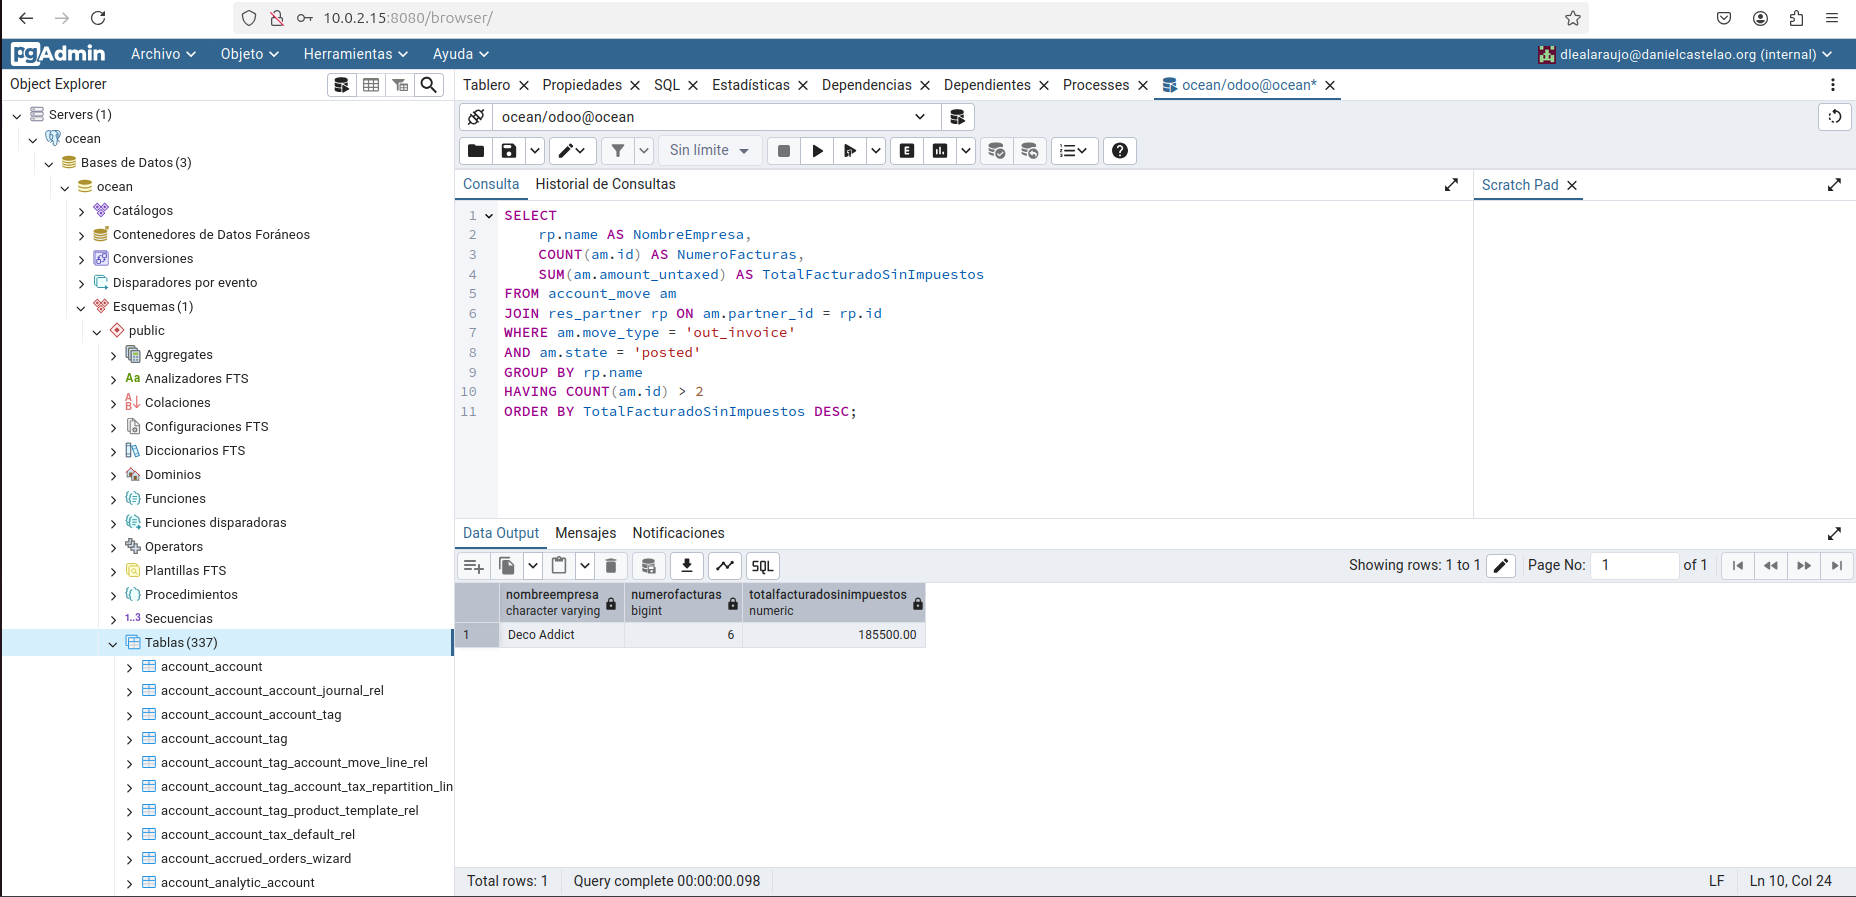 10.0.2.15:8080/browser/
pgAdmin
Archivo
Objeto
Herramientas
Ayuda
dlealaraujo@danielcastelao.org (internal)
Object Explorer
Servers (1)
ocean
Bases de Datos (3)
ocean
Catálogos
Contenedores de Datos Foráneos
Conversiones
Disparadores por evento
Esquemas (1)
public
Aggregates
Aa Analizadores FTS
Colaciones
Configuraciones FTS
Diccionarios FTS
Dominios
Funciones
Funciones disparadoras
Operators
Plantillas FTS
Procedimientos
1..3 Secuencias
Tablas (337)
account_account
account_account_account_journal_rel
account_account_account_tag
account_account_tag
account_account_tag_account_move_line_rel
account_account_tag_account_tax_repartition_lin
account_account_tag_product_template_rel
account_account_tax_default_rel
account_accrued_orders_wizard
account_analytic_account
Tablero
Propiedades
SQL
Estadísticas
Dependencias
Dependientes
Processes
ocean/odoo@ocean*
ocean/odoo@ocean
Sin límite
E
Consulta
Historial de Consultas
Scratch Pad
1 SELECT
2 rp.name AS NombreEmpresa,
3 COUNT(am.id) AS NumeroFacturas,
4 SUM(am.amount_untaxed) AS TotalFacturadoSinImpuestos
5 FROM account_move am
6 JOIN res_partner rp ON am.partner_id = rp.id
7 WHERE am.move_type = 'out_invoice'
8 AND am.state = 'posted'
9 GROUP BY rp.name
10 HAVING COUNT(am.id) > 2
11 ORDER BY TotalFacturadoSinImpuestos DESC;
Data Output
Mensajes
Notificaciones
SQL
Showing rows: 1 to 1
Page No: 1 of 1
nombreempresa
character varying
numerofacturas
bigint
totalfacturadosinimpuestos
numeric
1 Deco Addict 6 185500.00
Total rows: 1
Query complete 00:00:00.098
LF
Ln 10, Col 24